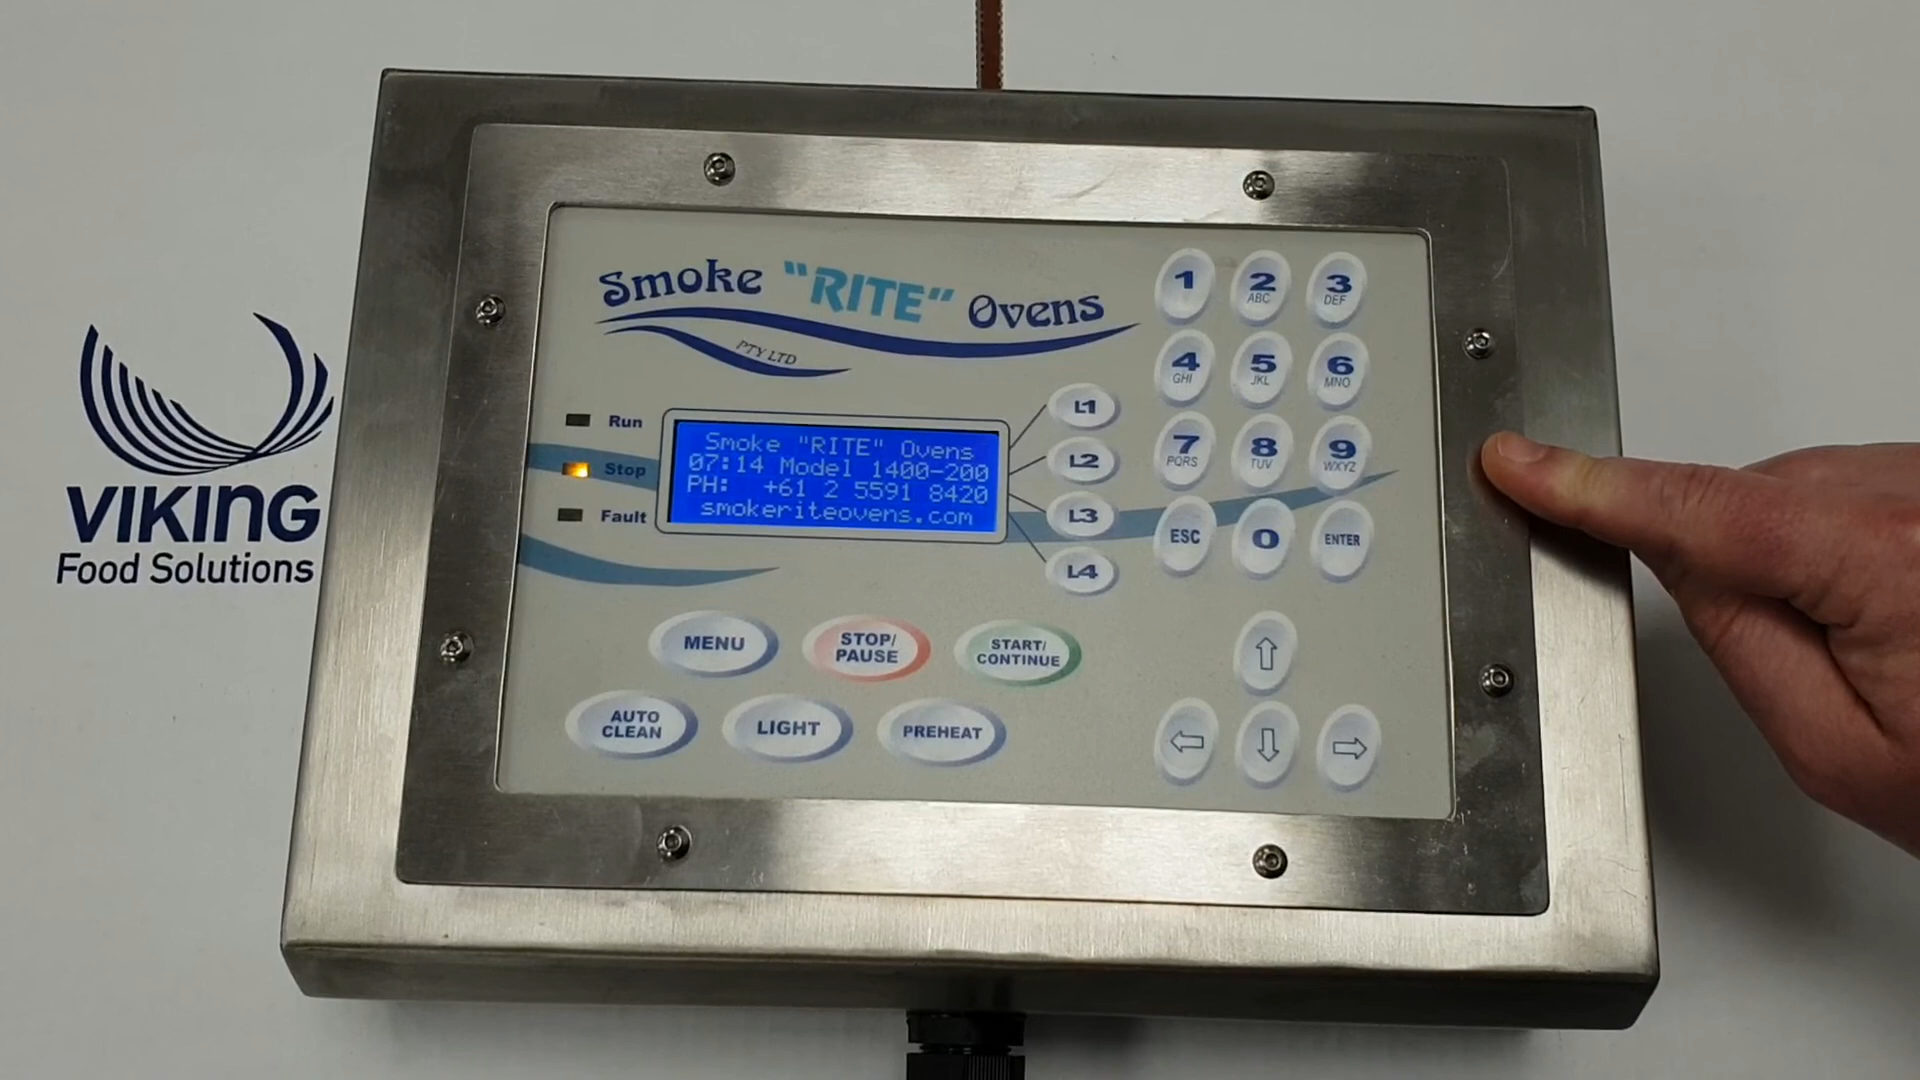 Smoke "RITE" Ovens
PTY LTD
Run
Stop
Fault
Smoke "RITE" Ovens
07:14 Model 1400-200
PH: +61 2 5591 8420
smokeriteovens.com
L1
L2
L3
L4
1
2 ABC
3 DEF
4 GHI
5 JKL
6 MNO
7 PQRS
8 TUV
9 WXYZ
ESC
0
ENTER
MENU
STOP/
PAUSE
START/
CONTINUE
AUTO
CLEAN
LIGHT
PREHEAT
VIKING
Food Solutions